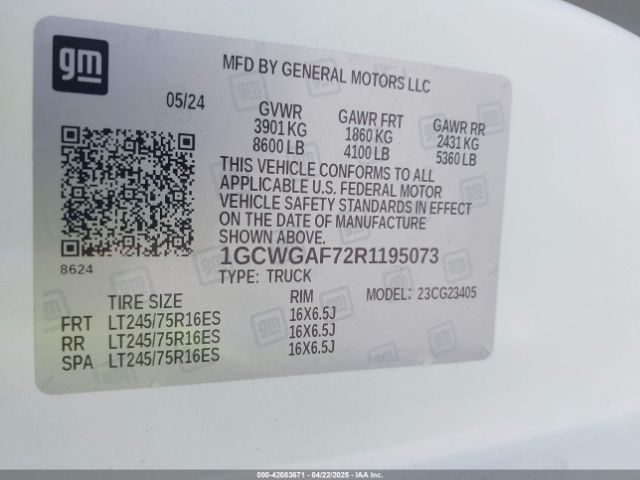 gm
MFD BY GENERAL MOTORS LLC
05/24
GVWR GAWR FRT GAWR RR
3901 KG 1860 KG 2431 KG
8600 LB 4100 LB 5360 LB
THIS VEHICLE CONFORMS TO ALL
APPLICABLE U.S. FEDERAL MOTOR
VEHICLE SAFETY STANDARDS IN EFFECT
ON THE DATE OF MANUFACTURE
SHOWN ABOVE.
8624
1GCWGAF72R1195073
TYPE: TRUCK MODEL: 23CG23405
TIRE SIZE RIM
FRT LT245/75R16ES 16X6.5J
RR LT245/75R16ES 16X6.5J
SPA LT245/75R16ES 16X6.5J
000-42083671 - 04/22/2025 - IAAI.COM